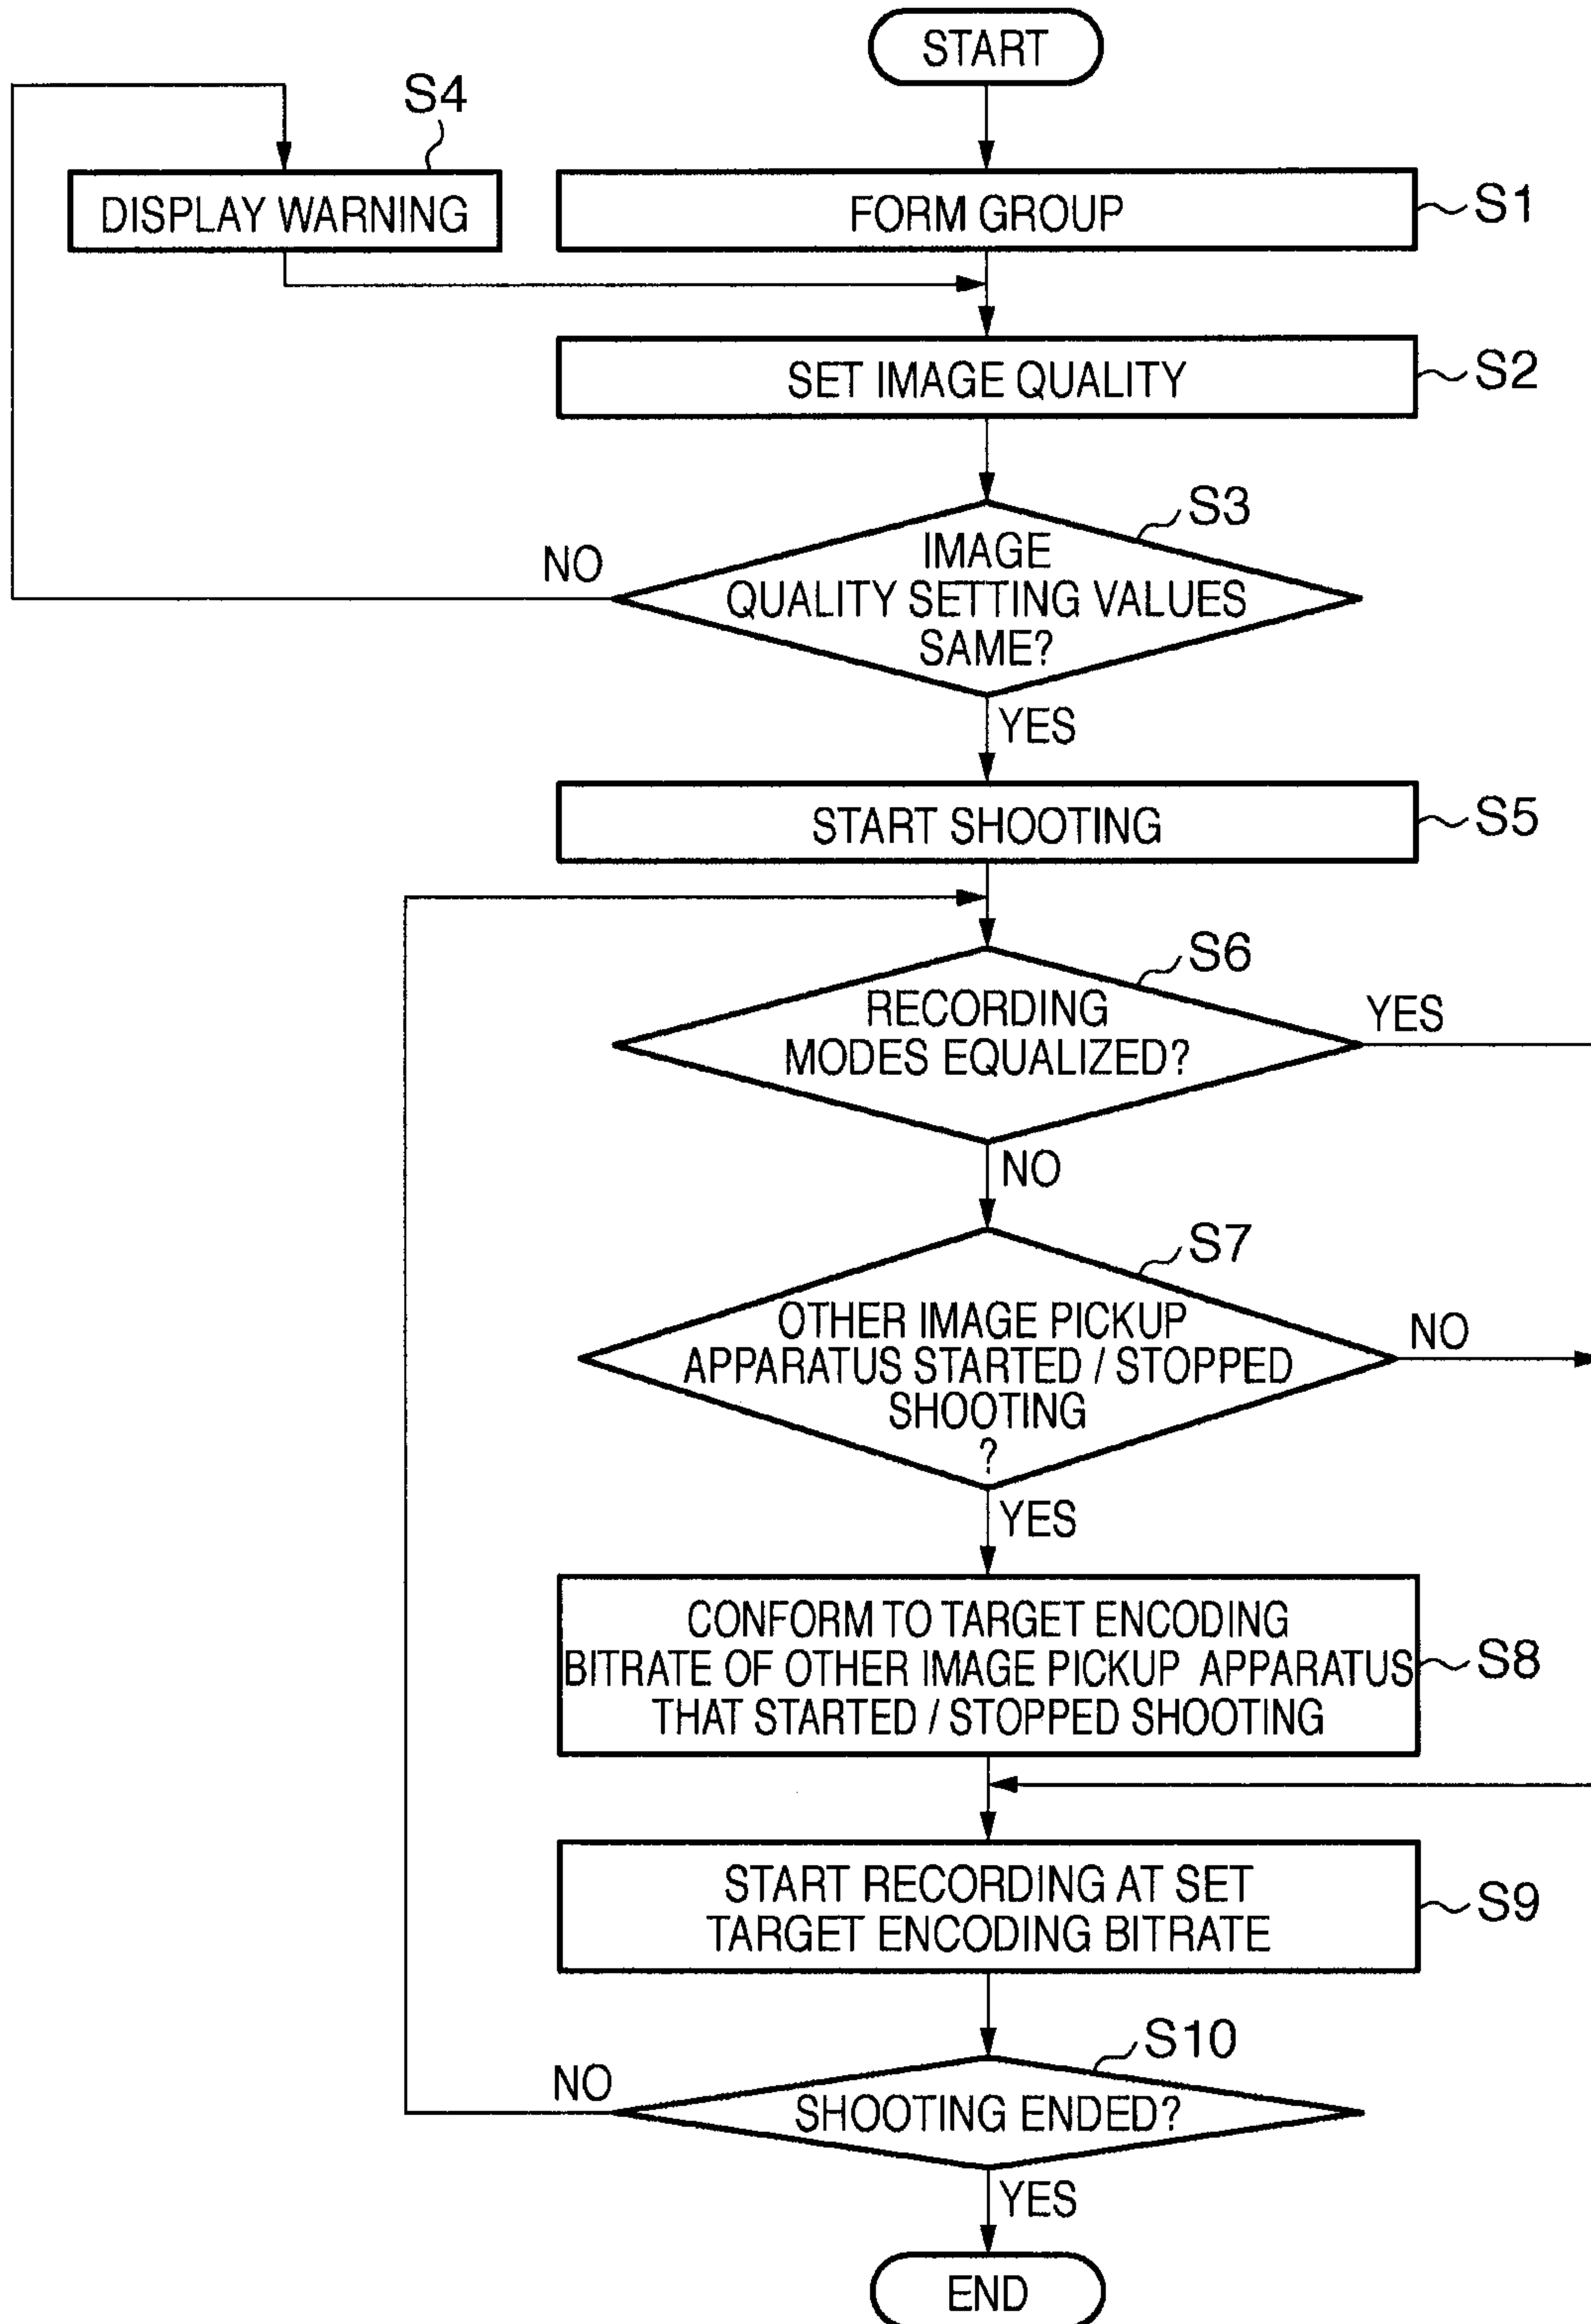 START
S4
DISPLAY WARNING
FORM GROUP
S1
SET IMAGE QUALITY
S2
S3
IMAGE
QUALITY SETTING VALUES
SAME?
NO
YES
START SHOOTING
S5
S6
RECORDING
MODES EQUALIZED?
YES
NO
S7
OTHER IMAGE PICKUP
APPARATUS STARTED / STOPPED
SHOOTING
?
NO
YES
CONFORM TO TARGET ENCODING
BITRATE OF OTHER IMAGE PICKUP APPARATUS
THAT STARTED / STOPPED SHOOTING
S8
START RECORDING AT SET
TARGET ENCODING BITRATE
S9
S10
SHOOTING ENDED?
NO
YES
END